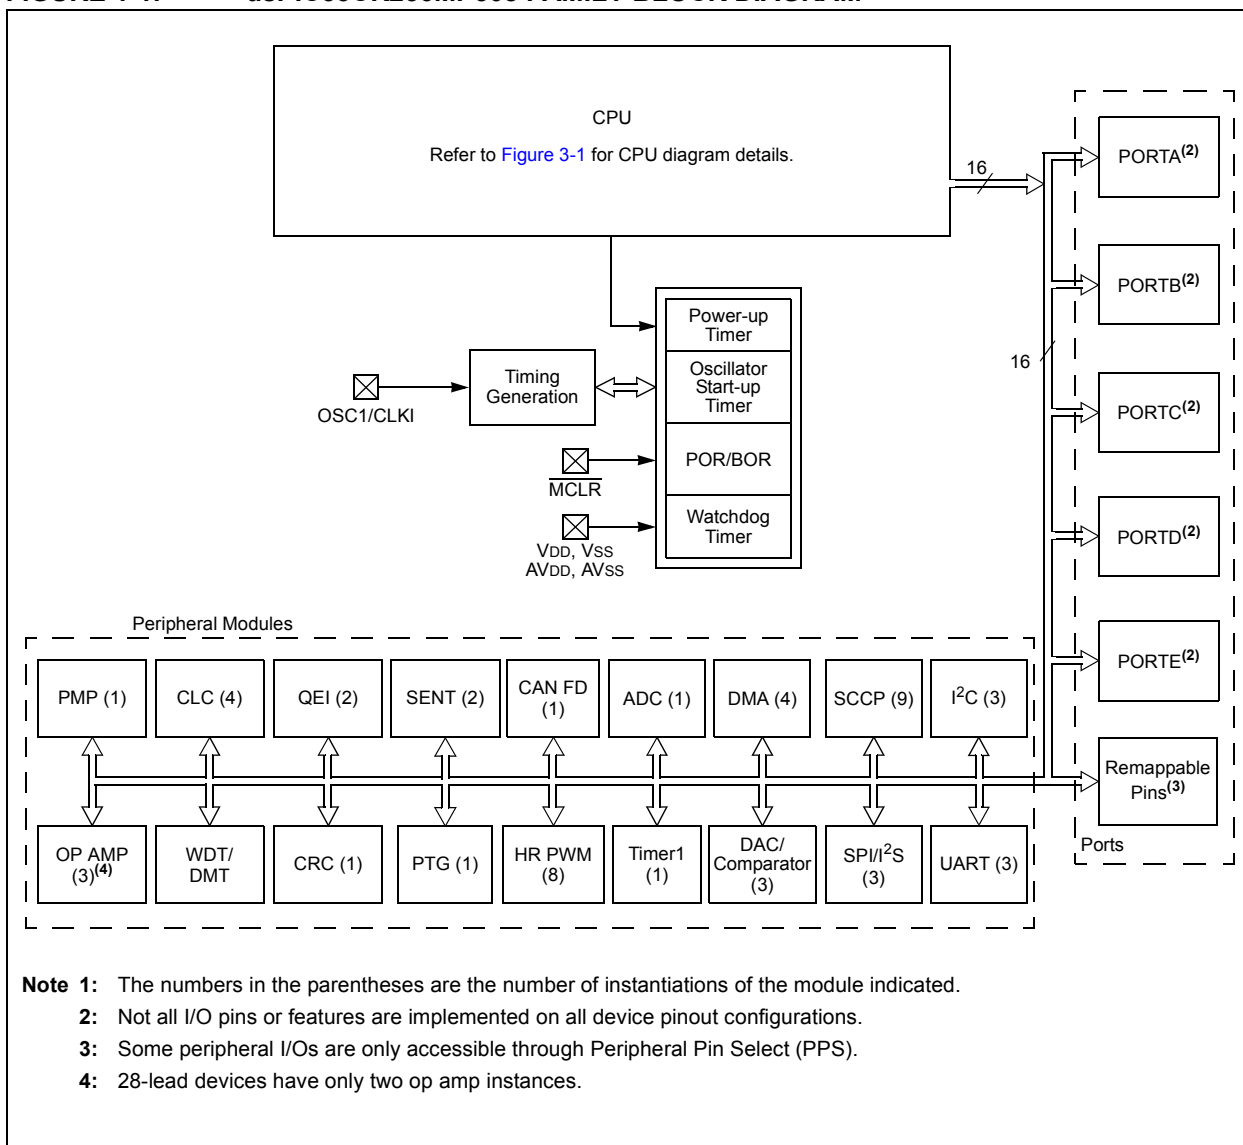 CPU
Refer to Figure 3-1 for CPU diagram details.
16
PORTA(2)
PORTB(2)
Power-up
Timer
16
Timing
Generation
Oscillator
Start-up
Timer
OSC1/CLKI
PORTC(2)
POR/BOR
MCLR
Watchdog
Timer
VDD, VSS
AVDD, AVSS
PORTD(2)
Peripheral Modules
PORTE(2)
PMP (1)
CLC (4)
QEI (2)
SENT (2)
CAN FD
(1)
ADC (1)
DMA (4)
SCCP (9)
I2C (3)
Remappable
Pins(3)
OP AMP
(3)(4)
WDT/
DMT
CRC (1)
PTG (1)
HR PWM
(8)
Timer1
(1)
DAC/
Comparator
(3)
SPI/I2S
(3)
UART (3)
Ports
Note 1: The numbers in the parentheses are the number of instantiations of the module indicated.
2: Not all I/O pins or features are implemented on all device pinout configurations.
3: Some peripheral I/Os are only accessible through Peripheral Pin Select (PPS).
4: 28-lead devices have only two op amp instances.